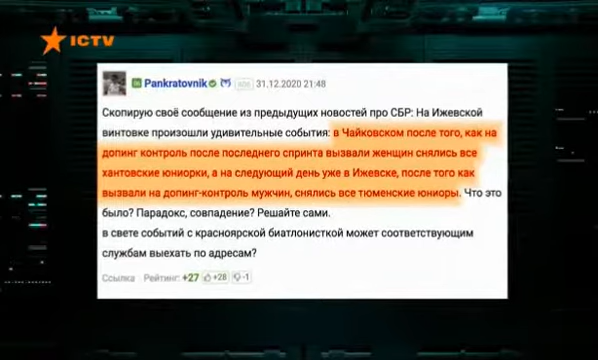 ICTV
Pankratovnik 31.12.2020 21:48
Скопирую своё сообщение из предыдущих новостей про СБР: На Ижевской
винтовке произошли удивительные события: в Чайковском после того, как на
допинг контроль после последнего спринта вызвали женщин снялись все
хантовские юниорки, а на следующий день уже в Ижевске, после того как
вызвали на допинг-контроль мужчин, снялись все тюменские юниоры. Что это
было? Парадокс, совпадение? Решайте сами.
в свете событий с красноярской биатлонисткой может соответствующим
службам выехать по адресам?
Ссылка Рейтинг: +27 +28 -1